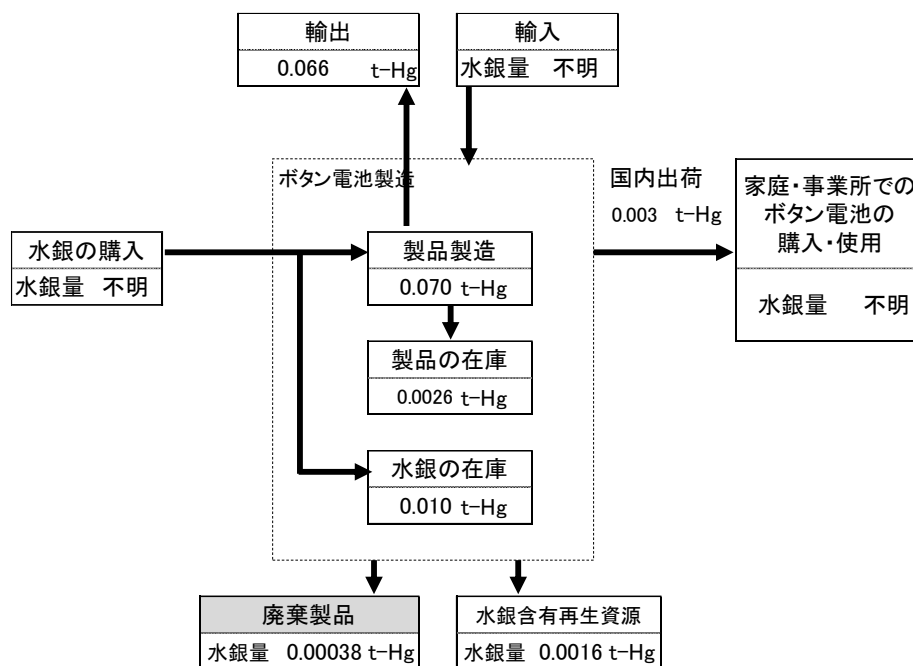 輸出
0.066 t-Hg
輸入
水銀量 不明
ボタン電池製造
国内出荷
0.003 t-Hg
家庭・事業所での
ボタン電池の
購入・使用
水銀量 不明
水銀の購入
水銀量 不明
製品製造
0.070 t-Hg
製品の在庫
0.0026 t-Hg
水銀の在庫
0.010 t-Hg
廃棄製品
水銀量 0.00038 t-Hg
水銀含有再生資源
水銀量 0.0016 t-Hg